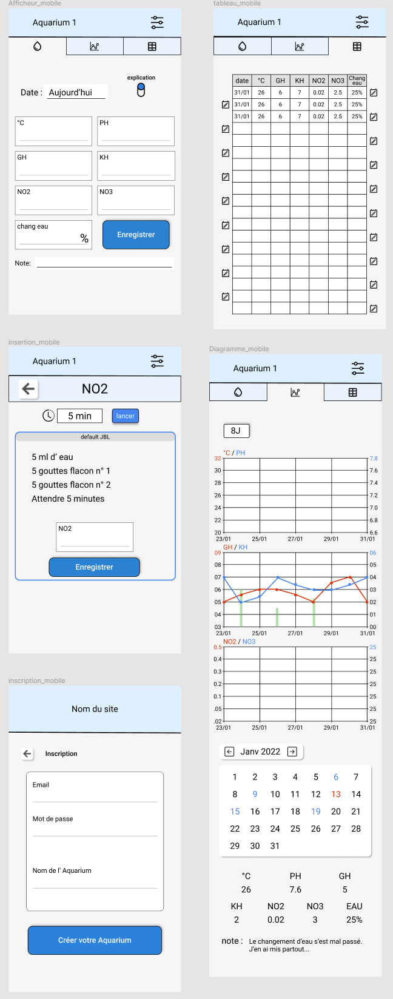 Afficheur_mobile
Aquarium 1
explication
Date : Aujourd'hui
°C PH
GH KH
NO2 NO3
chang eau
%
Enregistrer
Note:
tableau_mobile
Aquarium 1
date °C GH KH NO2 NO3 Chang eau
31/01 26 6 7 0.02 2.5 25%
31/01 26 6 7 0.02 2.5 25%
31/01 26 6 7 0.02 2.5 25%
insertion_mobile
Aquarium 1
NO2
5 min lancer
default JBL
5 ml d' eau
5 gouttes flacon n° 1
5 gouttes flacon n° 2
Attendre 5 minutes
NO2
Enregistrer
inscription_mobile
Nom du site
Inscription
Email
Mot de passe
Nom de l' Aquarium
Créer votre Aquarium
Diagramme_mobile
Aquarium 1
8J
°C / PH
32 7.8
30 7.6
28 7.4
26 7.2
24 7.0
22 6.8
20 6.6
23/01 25/01 27/01 29/01 31/01
GH / KH
09 06
08 05
07 04
06 03
05 02
04 01
03 00
23/01 25/01 27/01 29/01 31/01
NO2 / NO3
0.5 25
0.4 25
0.3 25
0.2 25
0.1 25
.05 25
.02 25
23/01 25/01 27/01 29/01 31/01
Janv 2022
1 2 3 4 5 6 7
8 9 10 11 12 13 14
15 16 17 18 19 20 21
22 23 24 25 26 27 28
29 30 31
°C PH GH
26 7.6 5
KH NO2 NO3 EAU
2 0.02 3 25%
note : Le changement d'eau s'est mal passé.
J'en ai mis partout...